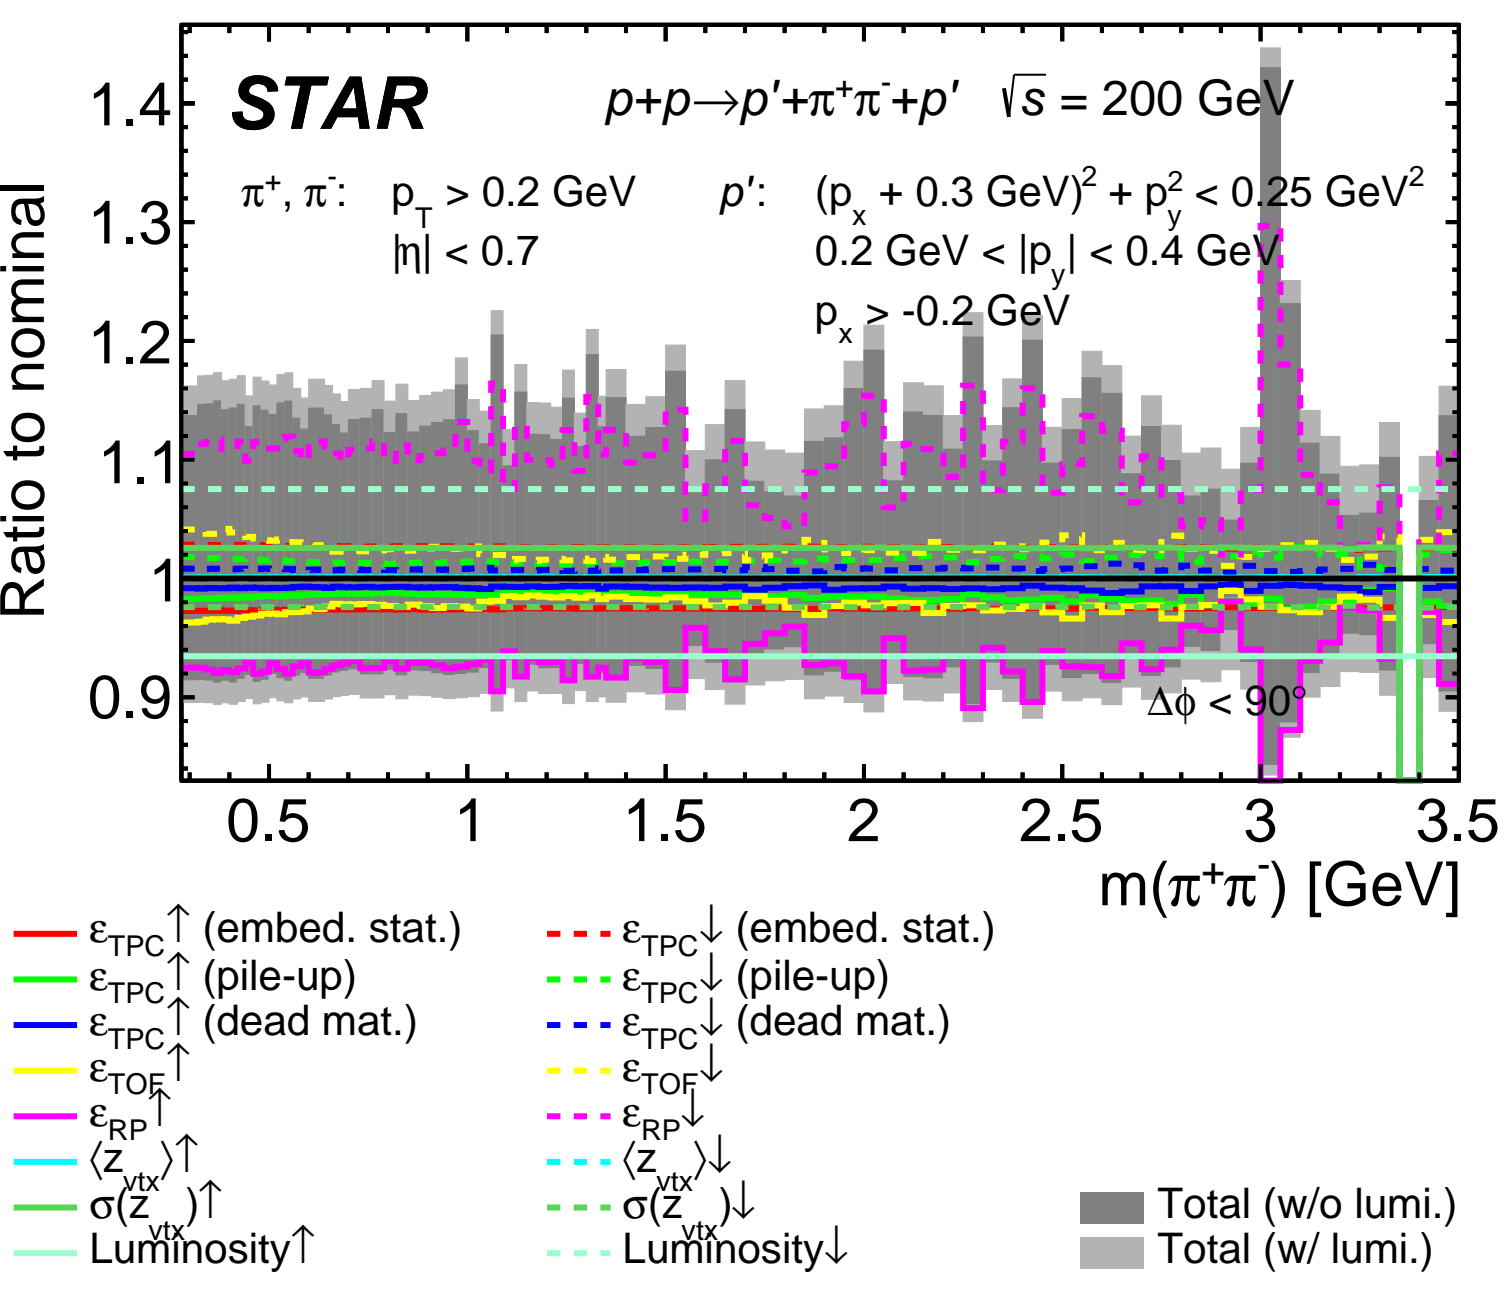 STAR p+p→p′+π⁺π⁻+p′ √s = 200 GeV
π⁺, π⁻: p_T > 0.2 GeV p′: (p_x + 0.3 GeV)² + p_y² < 0.25 GeV²
|η| < 0.7 0.2 GeV < |p_y| < 0.4 GeV
p_x > -0.2 GeV
Δϕ < 90°
Ratio to nominal
1.4
1.3
1.2
1.1
1
0.9
0.5 1 1.5 2 2.5 3 3.5
m(π⁺π⁻) [GeV]
ε_TPC↑ (embed. stat.) ε_TPC↓ (embed. stat.)
ε_TPC↑ (pile-up) ε_TPC↓ (pile-up)
ε_TPC↑ (dead mat.) ε_TPC↓ (dead mat.)
ε_TOF↑ ε_TOF↓
ε_RP↑ ε_RP↓
⟨z_vtx⟩↑ ⟨z_vtx⟩↓
σ(z_vtx)↑ σ(z_vtx)↓ Total (w/o lumi.)
Luminosity↑ Luminosity↓ Total (w/ lumi.)